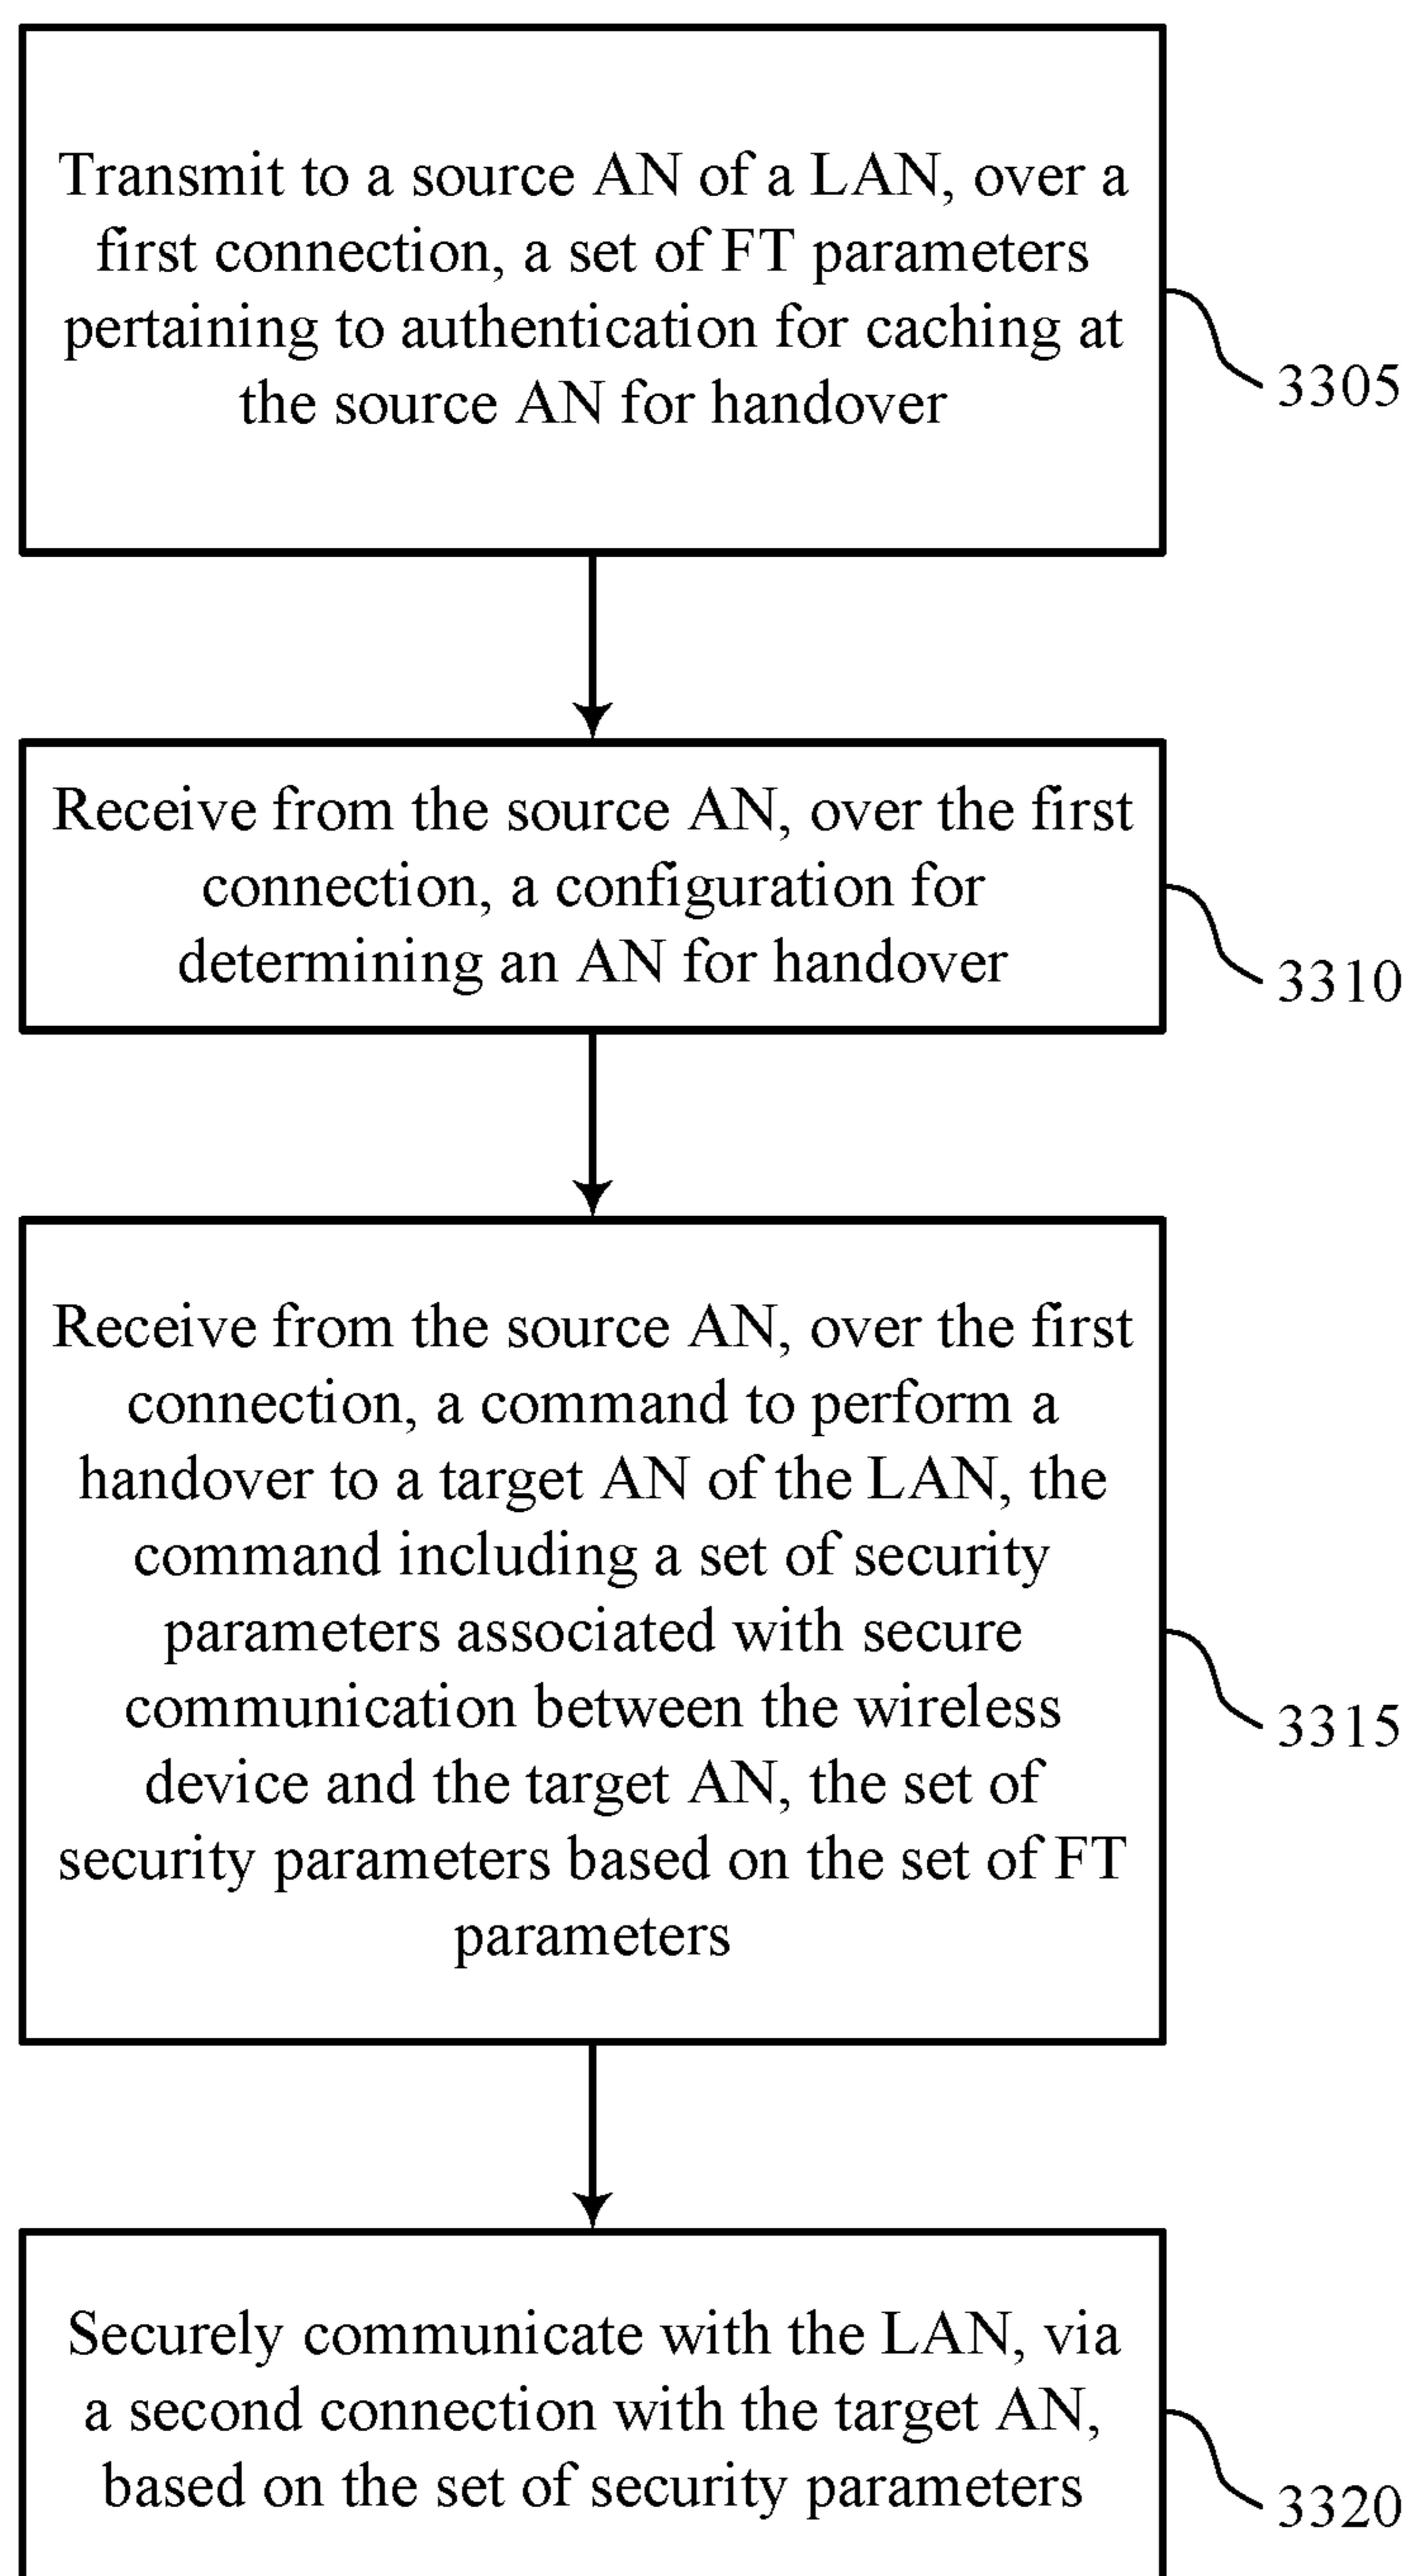 Transmit to a source AN of a LAN, over a
first connection, a set of FT parameters
pertaining to authentication for caching at
the source AN for handover
3305
Receive from the source AN, over the first
connection, a configuration for
determining an AN for handover
3310
Receive from the source AN, over the first
connection, a command to perform a
handover to a target AN of the LAN, the
command including a set of security
parameters associated with secure
communication between the wireless
device and the target AN, the set of
security parameters based on the set of FT
parameters
3315
Securely communicate with the LAN, via
a second connection with the target AN,
based on the set of security parameters
3320